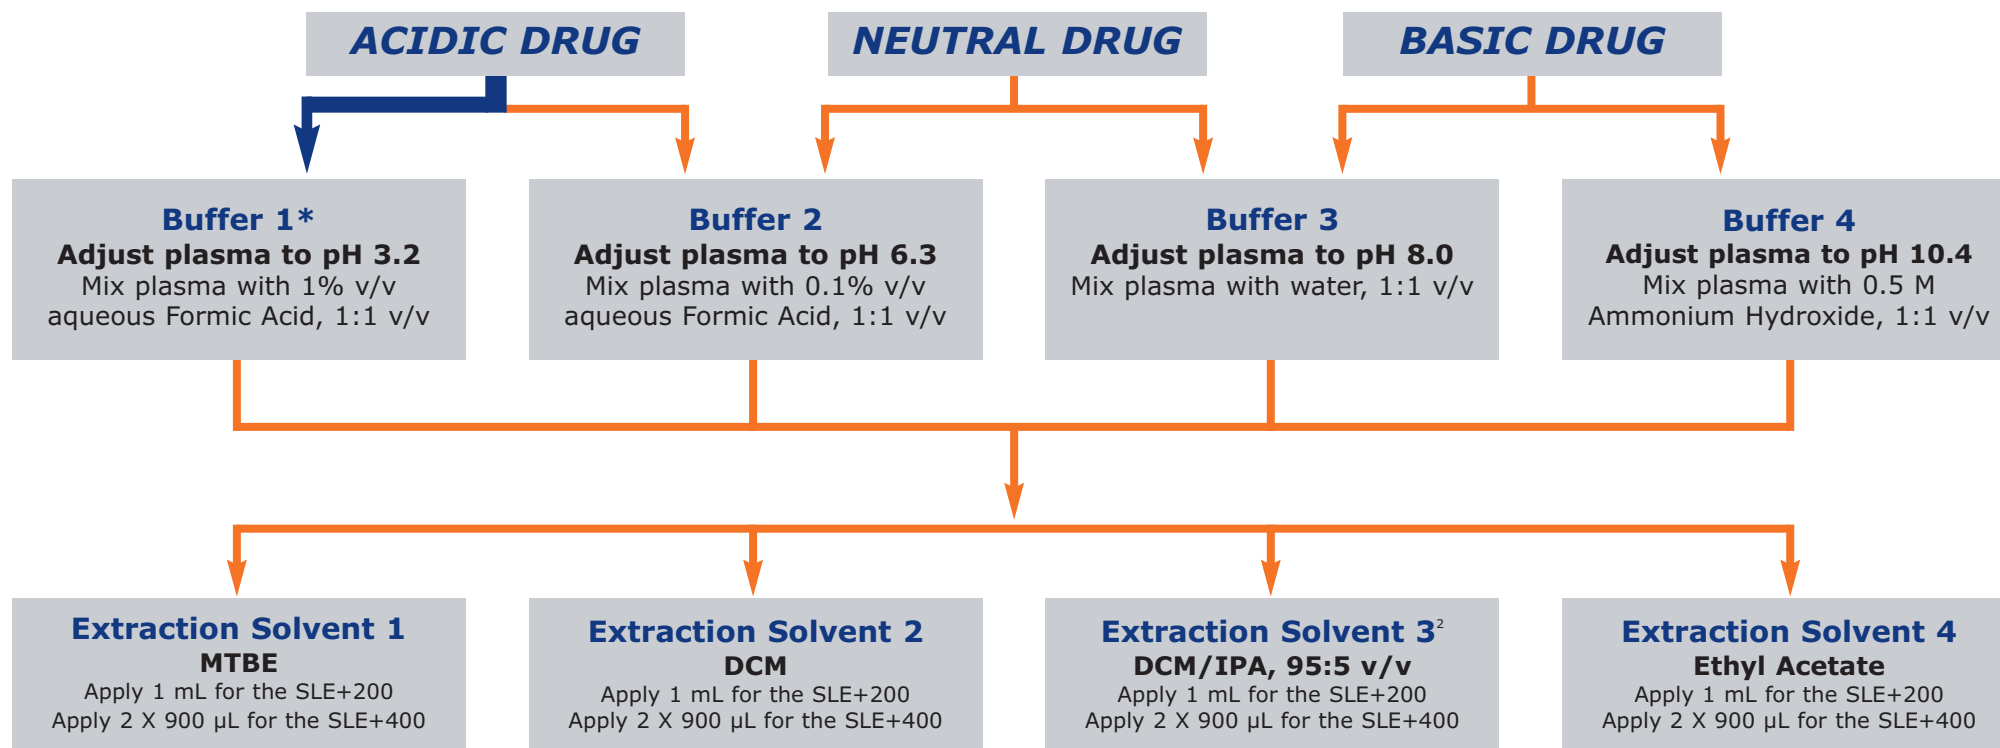 ACIDIC DRUG
NEUTRAL DRUG
BASIC DRUG
Buffer 1*
Adjust plasma to pH 3.2
Mix plasma with 1% v/v
aqueous Formic Acid, 1:1 v/v
Buffer 2
Adjust plasma to pH 6.3
Mix plasma with 0.1% v/v
aqueous Formic Acid, 1:1 v/v
Buffer 3
Adjust plasma to pH 8.0
Mix plasma with water, 1:1 v/v
Buffer 4
Adjust plasma to pH 10.4
Mix plasma with 0.5 M
Ammonium Hydroxide, 1:1 v/v
Extraction Solvent 1
MTBE
Apply 1 mL for the SLE+200
Apply 2 X 900 µL for the SLE+400
Extraction Solvent 2
DCM
Apply 1 mL for the SLE+200
Apply 2 X 900 µL for the SLE+400
Extraction Solvent 3²
DCM/IPA, 95:5 v/v
Apply 1 mL for the SLE+200
Apply 2 X 900 µL for the SLE+400
Extraction Solvent 4
Ethyl Acetate
Apply 1 mL for the SLE+200
Apply 2 X 900 µL for the SLE+400